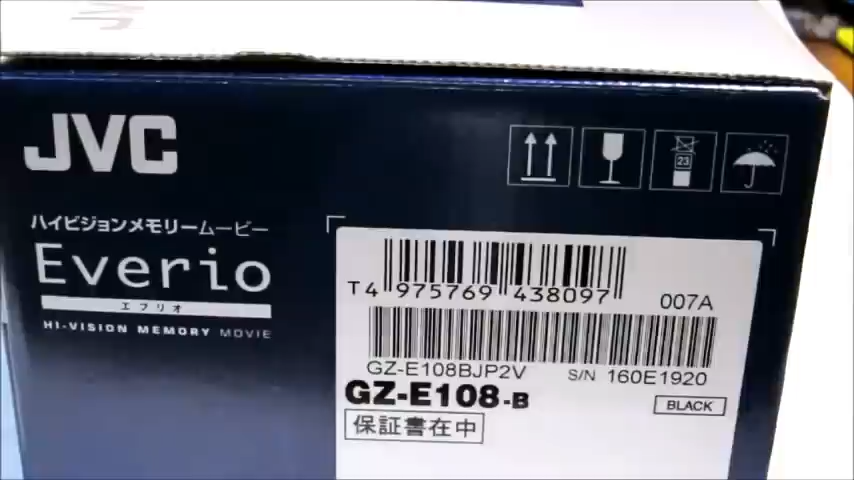 JVC
23
ハイビジョンメモリームービー
Everio
エブリオ
HI-VISION MEMORY MOVIE
T4 975769 438097
007A
GZ-E108BJP2V
S/N 160E1920
GZ-E108-B
BLACK
保証書在中